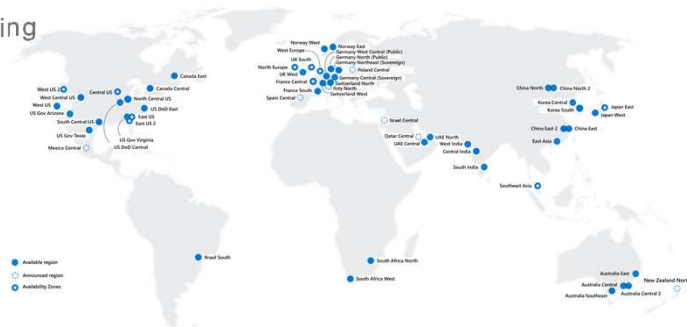 ing
Norway West
Norway East
West Europe
Germany West Central (Public)
Germany North (Public)
Germany Northeast (Sovereign)
UK South
North Europe
Poland Central
UK West
Germany Central (Sovereign)
France Central
Switzerland North
Italy North
France South
Switzerland West
Spain Central
Canada East
Canada Central
West US 2
Central US
West Central US
North Central US
West US
US DoD East
US Gov Arizona
East US
South Central US
East US 2
US Gov Texas
US Gov Virginia
Mexico Central
US DoD Central
China North
China North 2
Korea Central
Japan East
Korea South
Japan West
Israel Central
China East 2
China East
Qatar Central
UAE North
West India
East Asia
UAE Central
Central India
South India
Southeast Asia
Brazil South
South Africa North
South Africa West
Available region
Announced region
Availability Zones
Australia East
New Zealand Nort
Australia Central
Australia Central 2
Australia Southeast